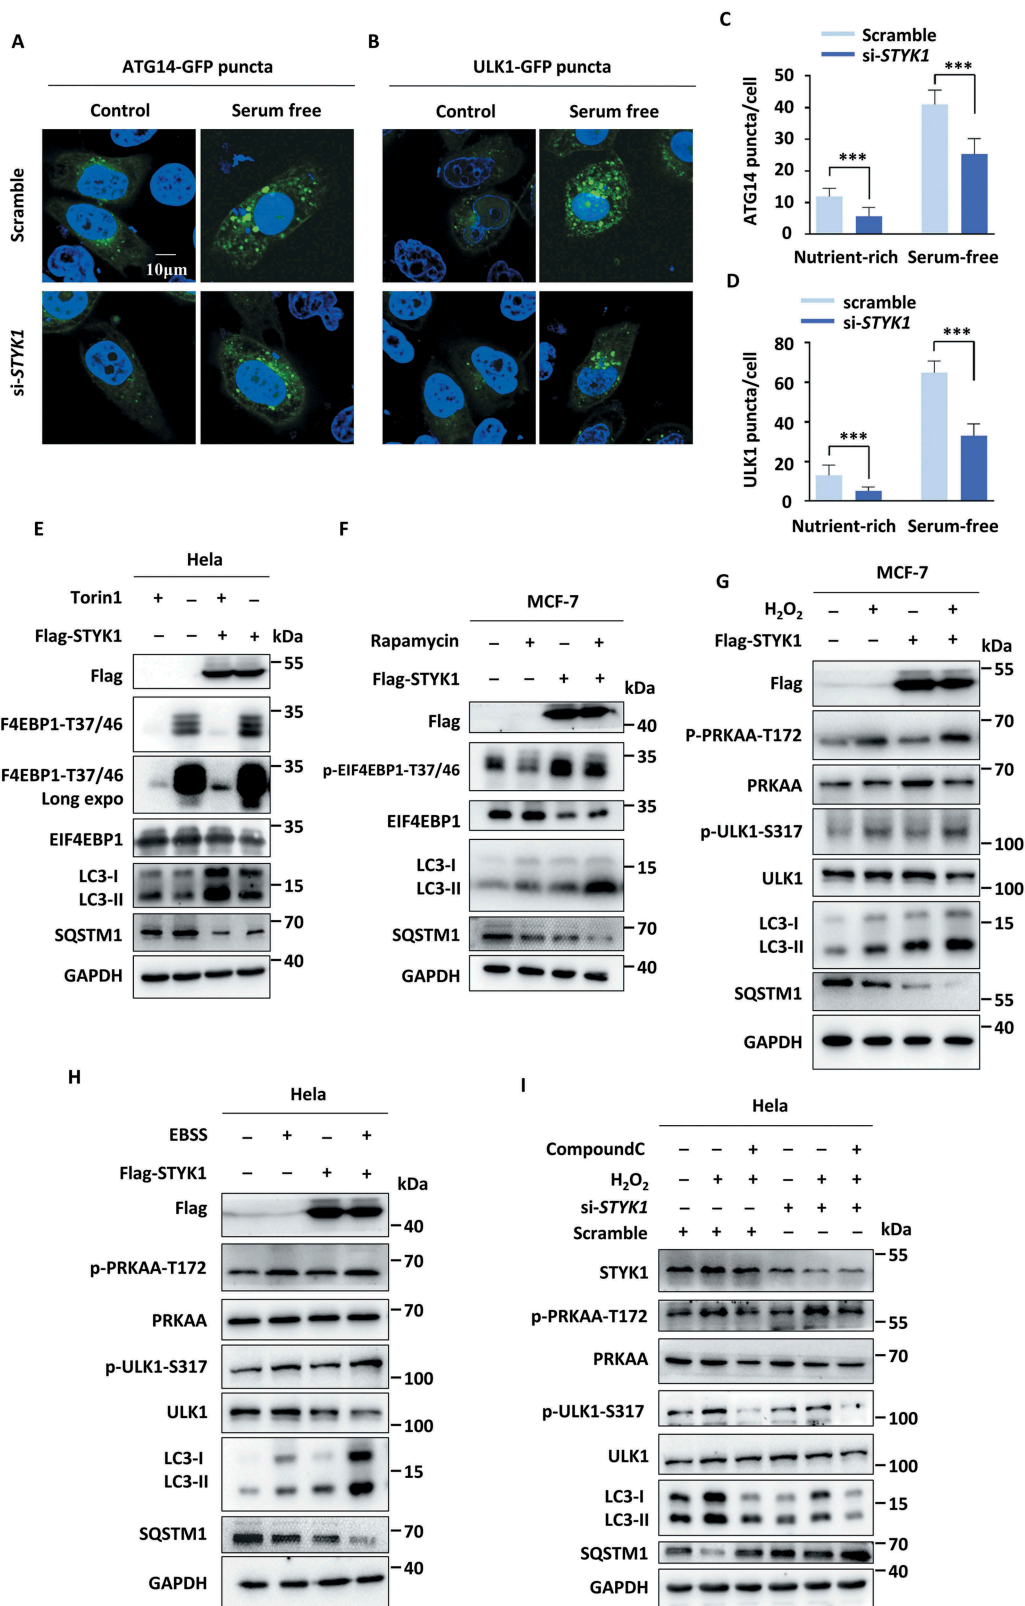 A
ATG14-GFP puncta
Control
Serum free
Scramble
10µm
si-STYK1
B
ULK1-GFP puncta
Control
Serum free
C
Scramble
si-STYK1
ATG14 puncta/cell
50
40
30
20
10
0
***
***
Nutrient-rich
Serum-free
D
scramble
si-STYK1
ULK1 puncta/cell
80
60
40
20
0
***
***
Nutrient-rich
Serum-free
E
Hela
Torin1 + – + –
Flag-STYK1 – – + + kDa
Flag 55
F4EBP1-T37/46 35
F4EBP1-T37/46 35
Long expo
EIF4EBP1 35
LC3-I
LC3-II 15
SQSTM1 70
GAPDH 40
F
MCF-7
Rapamycin – + – +
Flag-STYK1 – – + + kDa
Flag 40
p-EIF4EBP1-T37/46 35
EIF4EBP1 35
LC3-I 15
LC3-II
SQSTM1 70
GAPDH 40
G
MCF-7
H₂O₂ – + – +
Flag-STYK1 – – + + kDa
Flag 55
P-PRKAA-T172 70
PRKAA 70
p-ULK1-S317 100
ULK1 100
LC3-I 15
LC3-II
SQSTM1 55
GAPDH 40
H
Hela
EBSS – + – +
Flag-STYK1 – – + + kDa
Flag 40
p-PRKAA-T172 70
PRKAA 70
p-ULK1-S317 100
ULK1 100
LC3-I 15
LC3-II
SQSTM1 70
GAPDH 40
I
Hela
CompoundC – – + – – +
H₂O₂ – + + – + +
si-STYK1 – – – + + +
Scramble + + + – – – kDa
STYK1 55
p-PRKAA-T172 55
PRKAA 70
p-ULK1-S317 100
ULK1 100
LC3-I 15
LC3-II
SQSTM1 70
40
GAPDH